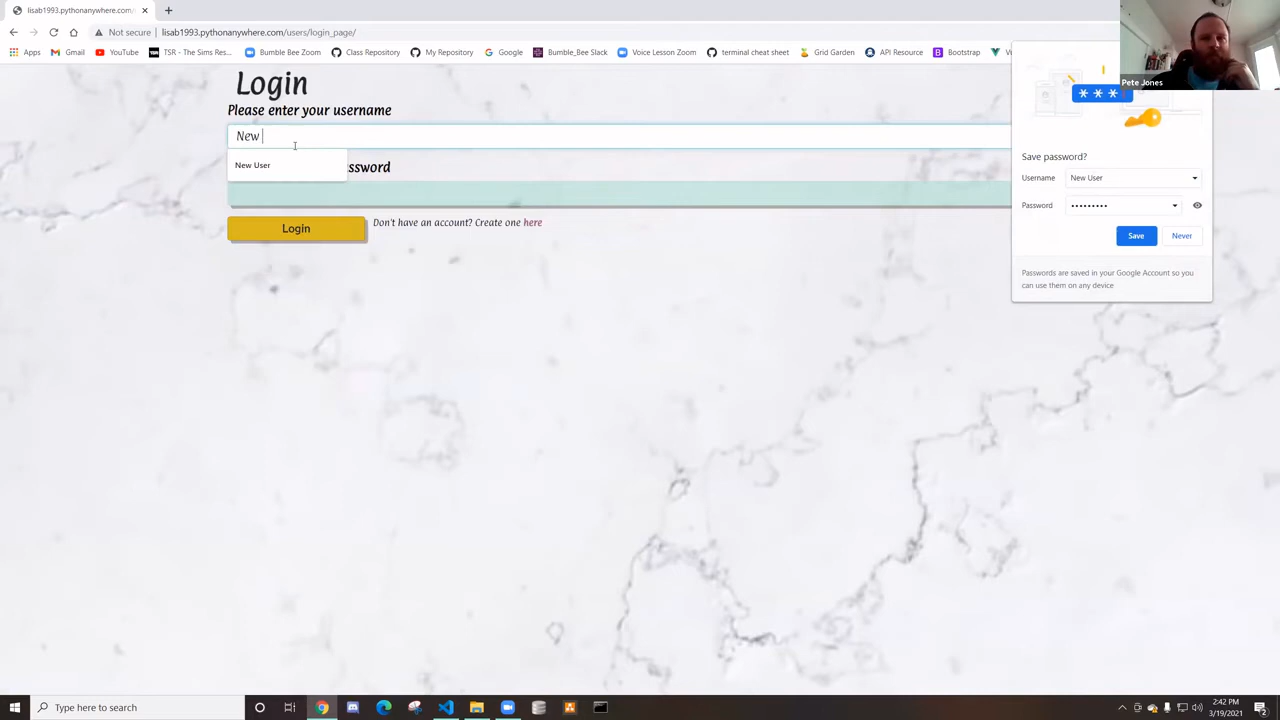 lisab1993.pythonanywhere.com/
Not secure
lisab1993.pythonanywhere.com/users/login_page/
Apps
Gmail
YouTube
TSR - The Sims Res...
Bumble Bee Zoom
Class Repository
My Repository
Google
Bumble_Bee Slack
Voice Lesson Zoom
terminal cheat sheet
Grid Garden
API Resource
Bootstrap
Pete Jones
Login
Please enter your username
New
New User
ssword
Login
Don't have an account? Create one here
Save password?
Username
New User
Password
•••••••••
Save
Never
Passwords are saved in your Google Account so you
can use them on any device
Type here to search
2:42 PM
3/19/2021
2